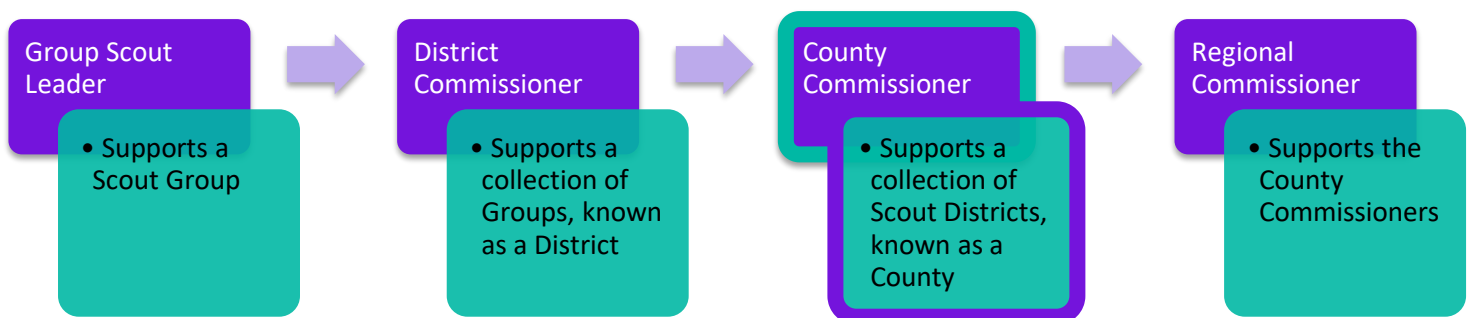 Group Scout
Leader
• Supports a
Scout Group
District
Commissioner
• Supports a
collection of
Groups, known
as a District
County
Commissioner
• Supports a
collection of
Scout Districts,
known as a
County
Regional
Commissioner
• Supports the
County
Commissioners